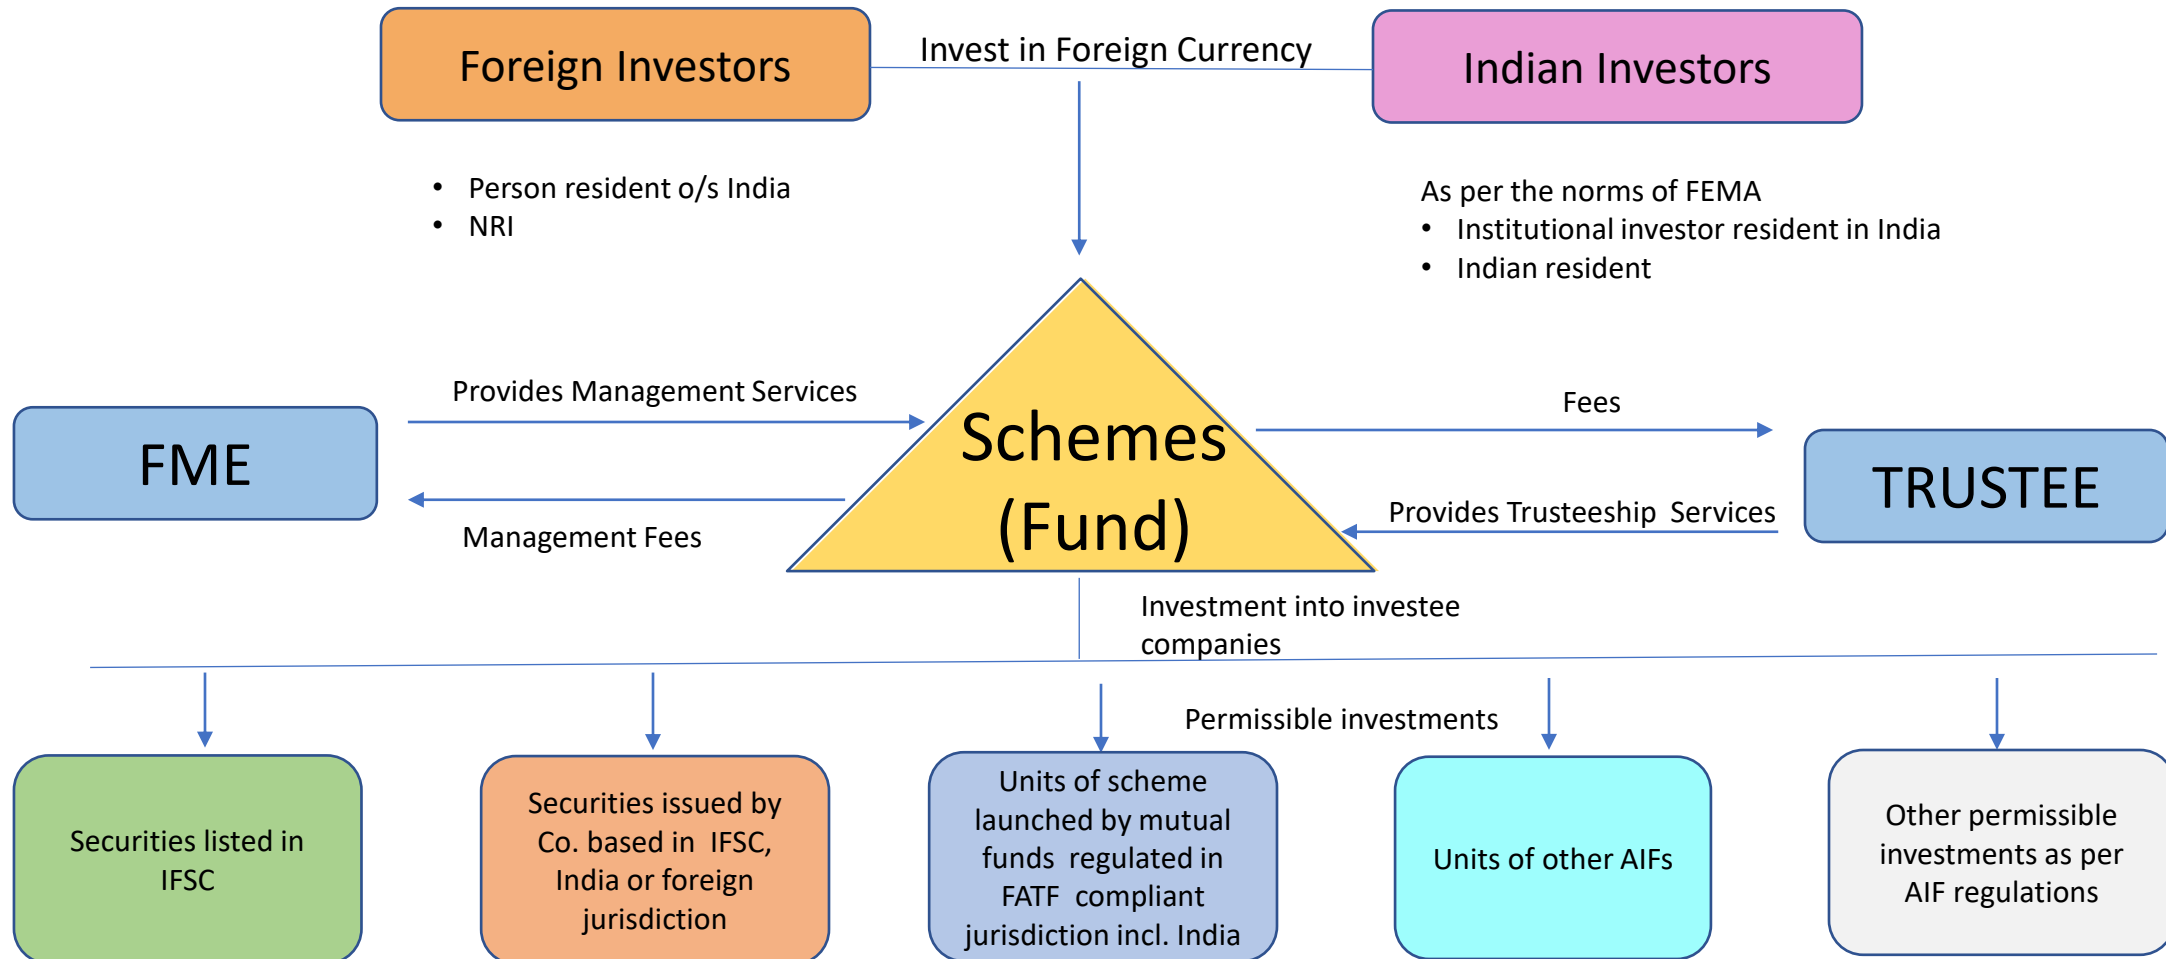 Foreign Investors
Invest in Foreign Currency
Indian Investors
• Person resident o/s India
• NRI
As per the norms of FEMA
• Institutional investor resident in India
• Indian resident
Provides Management Services
FME
Management Fees
Schemes
(Fund)
Fees
TRUSTEE
Provides Trusteeship Services
Investment into investee
companies
Permissible investments
Securities listed in
IFSC
Securities issued by
Co. based in IFSC,
India or foreign
jurisdiction
Units of scheme
launched by mutual
funds regulated in
FATF compliant
jurisdiction incl. India
Units of other AIFs
Other permissible
investments as per
AIF regulations